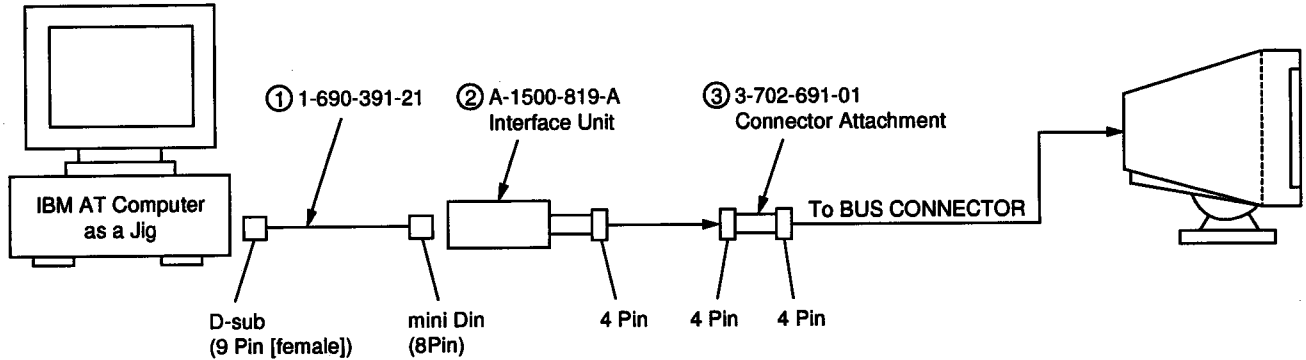 ① 1-690-391-21
② A-1500-819-A
Interface Unit
③ 3-702-691-01
Connector Attachment
IBM AT Computer
as a Jig
To BUS CONNECTOR
D-sub
(9 Pin [female])
mini Din
(8Pin)
4 Pin
4 Pin
4 Pin